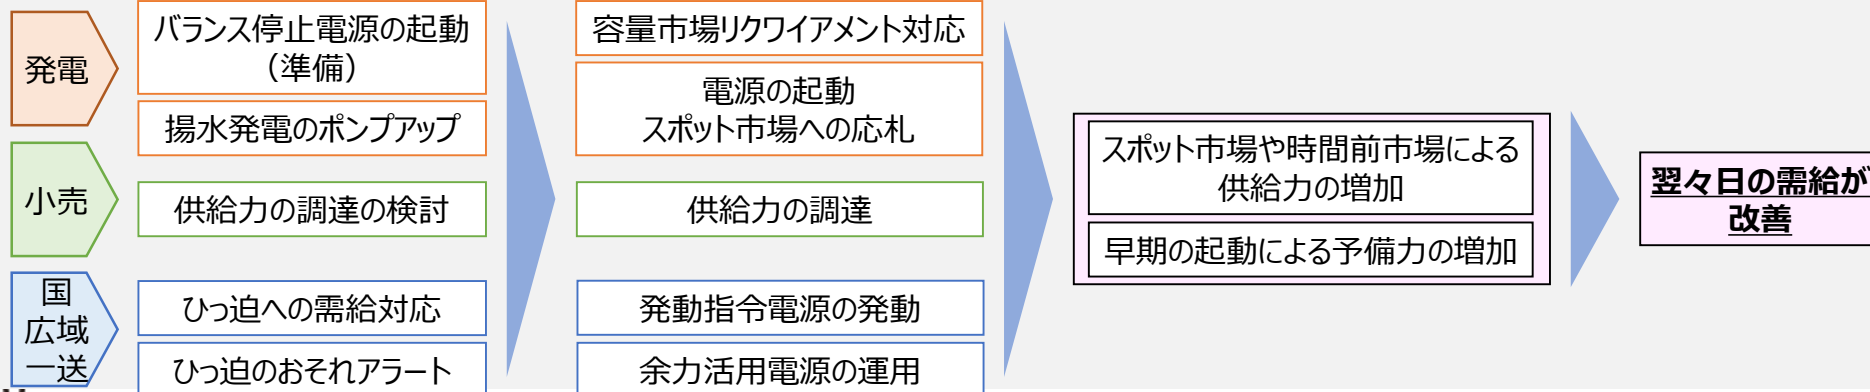 発電
バランス停止電源の起動
（準備）
揚水発電のポンプアップ
小売
供給力の調達の検討
国
広域
一送
ひっ迫への需給対応
ひっ迫のおそれアラート
容量市場リクワイアメント対応
電源の起動
スポット市場への応札
供給力の調達
発動指令電源の発動
余力活用電源の運用
スポット市場や時間前市場による
供給力の増加
早期の起動による予備力の増加
翌々日の需給が
改善